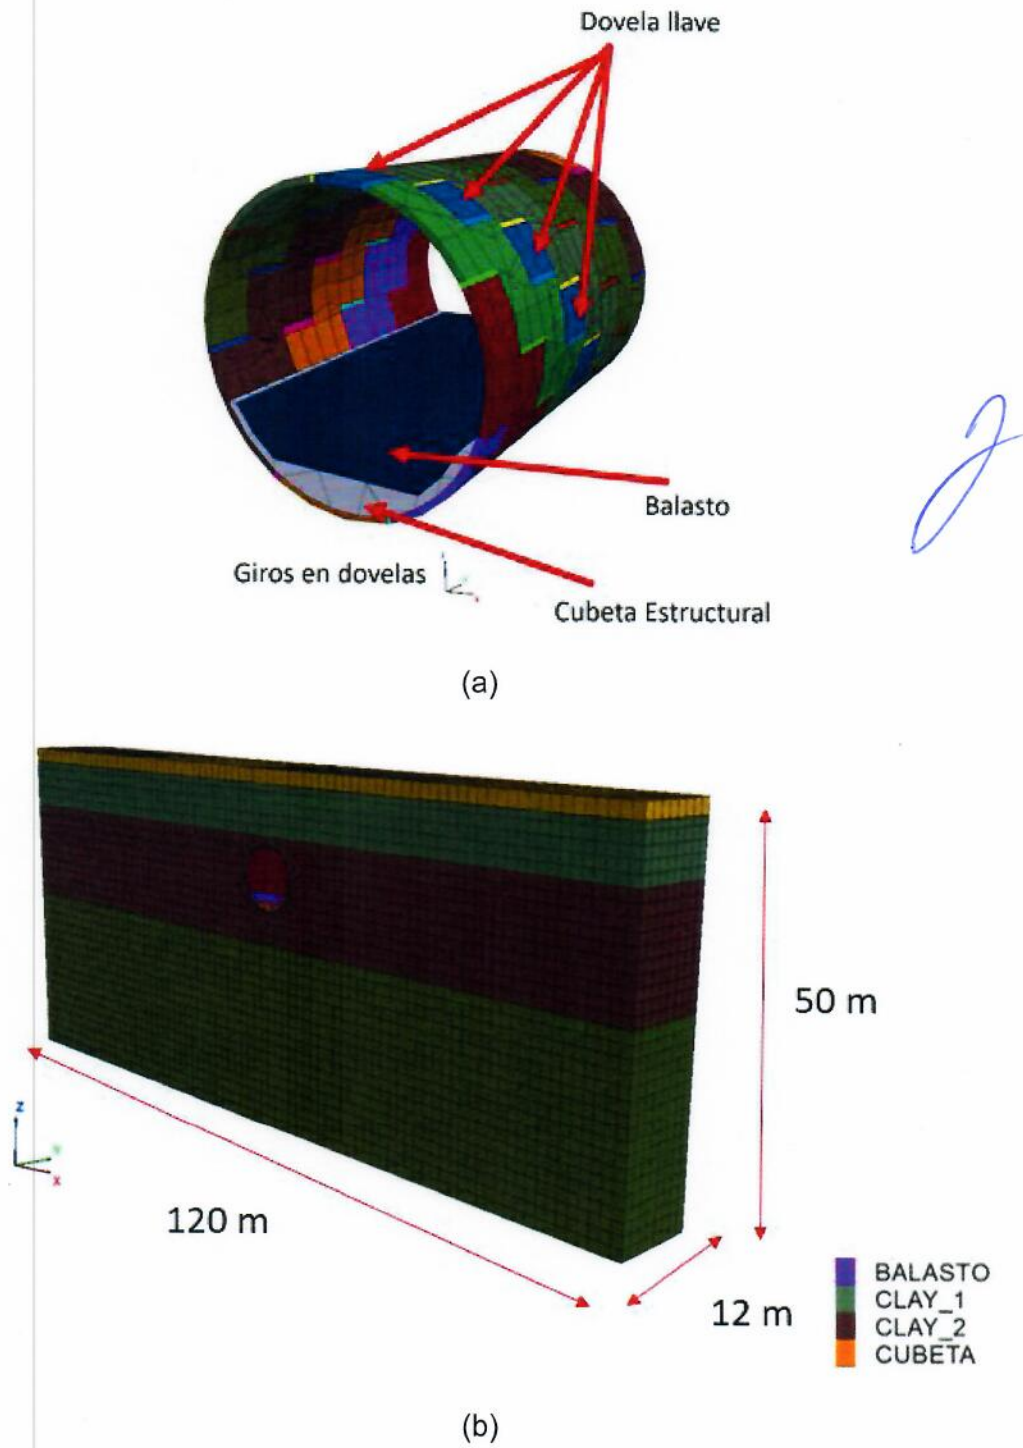 Dovela llave
Balasto
Giros en dovelas
Cubeta Estructural
(a)
50 m
z
x
120 m
12 m
BALASTO
CLAY_1
CLAY_2
CUBETA
(b)